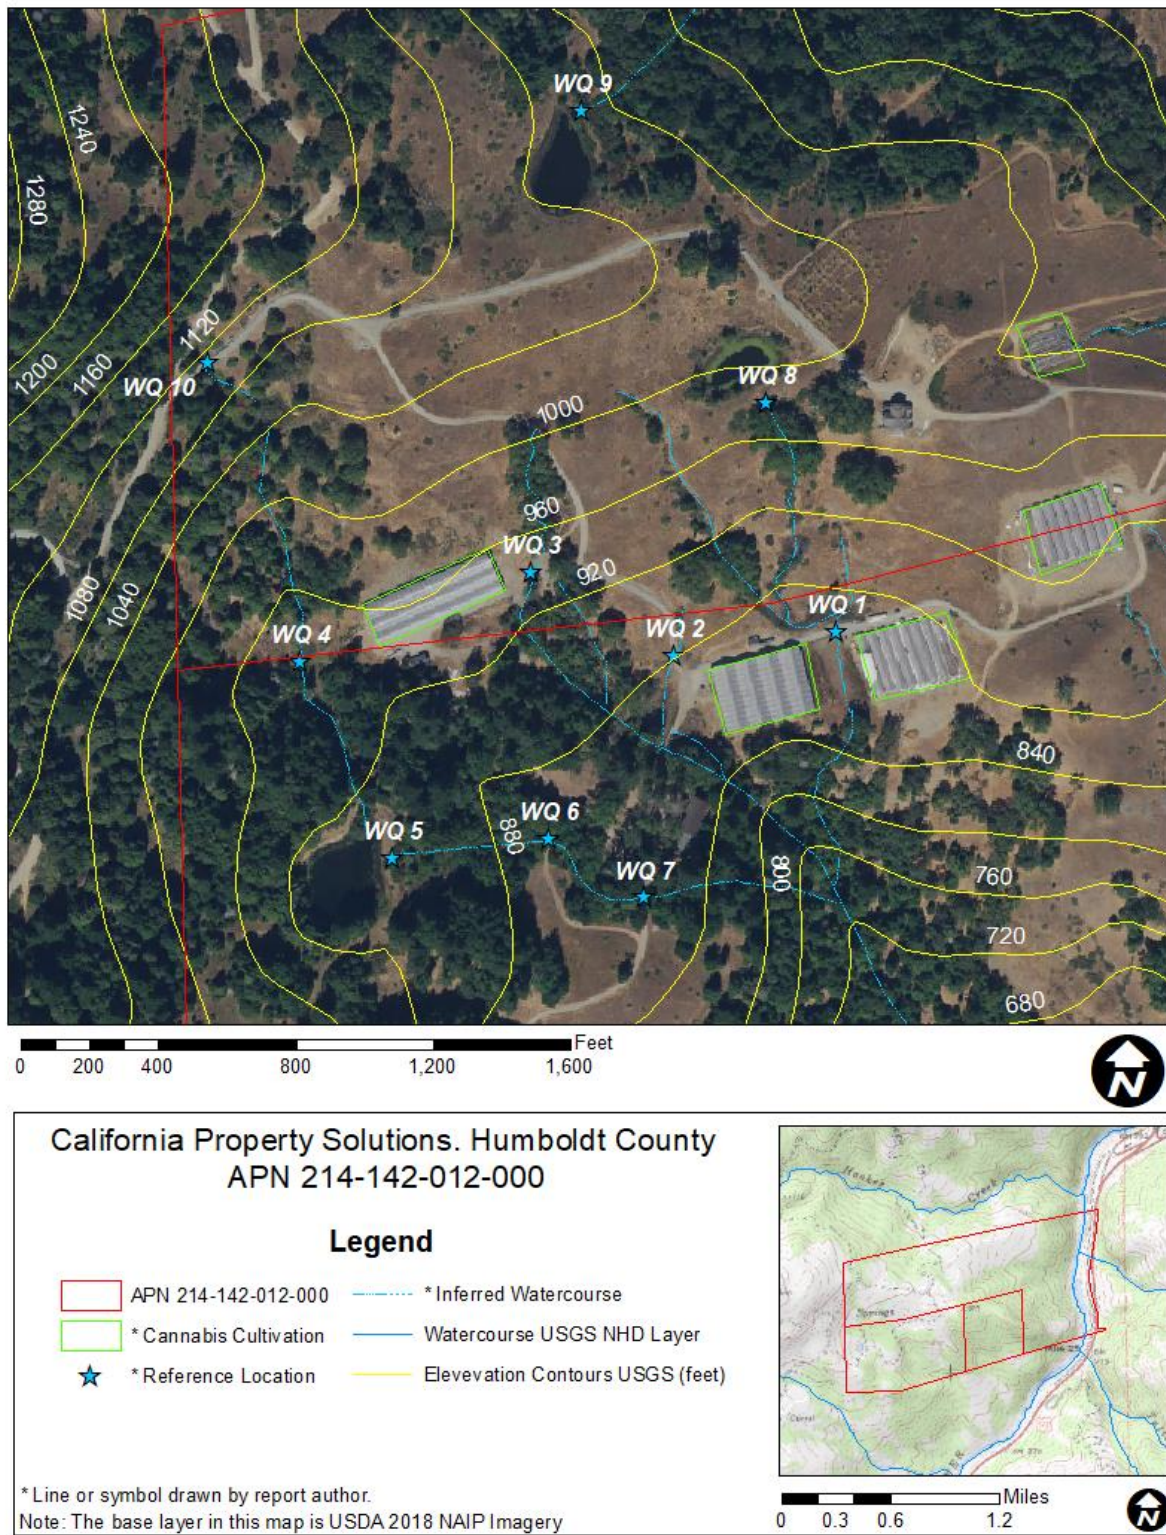 WQ 9
1240
1280
1120
1200
1160
WQ 10
WQ 8
1000
960
WQ 3
920
1080
1040
WQ 4
WQ 2
WQ 1
840
WQ 5
WQ 6
880
WQ 7
800
760
720
680
Feet
0 200 400 800 1,200 1,600
N
California Property Solutions. Humboldt County
APN 214-142-012-000
Legend
APN 214-142-012-000
* Inferred Watercourse
* Cannabis Cultivation
Watercourse USGS NHD Layer
* Reference Location
Elevevation Contours USGS (feet)
* Line or symbol drawn by report author.
Note: The base layer in this map is USDA 2018 NAIP Imagery
Hooker Creek
Springs
Miles
0 0.3 0.6 1.2
N